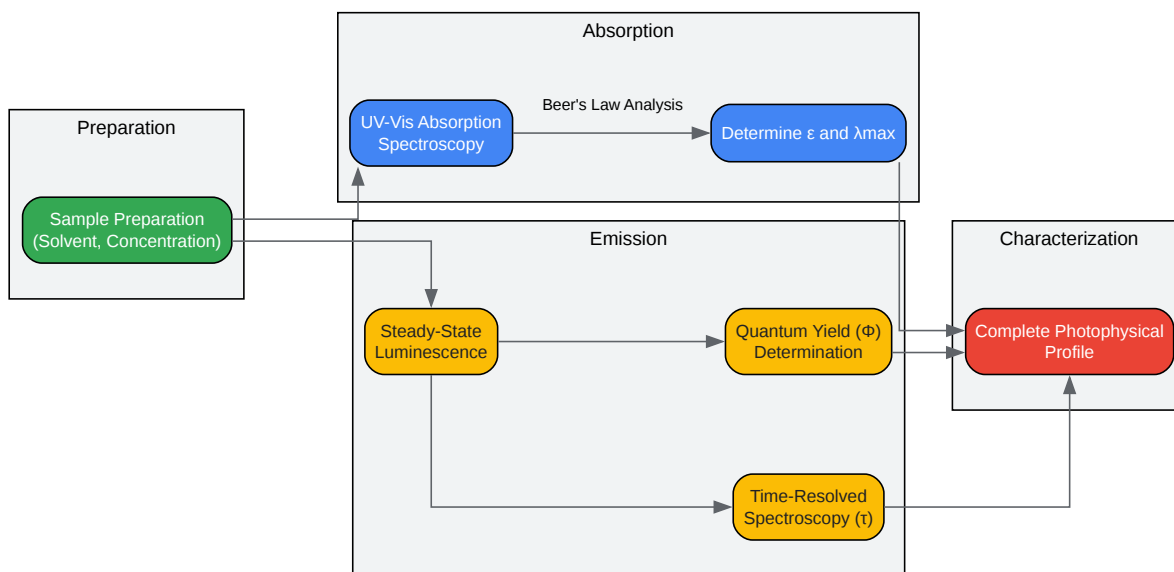 Absorption
Beer's Law Analysis
UV-Vis Absorption
Spectroscopy
Determine ε and λmax
Preparation
Sample Preparation
(Solvent, Concentration)
Emission
Steady-State
Luminescence
Quantum Yield (Φ)
Determination
Time-Resolved
Spectroscopy (τ)
Characterization
Complete Photophysical
Profile